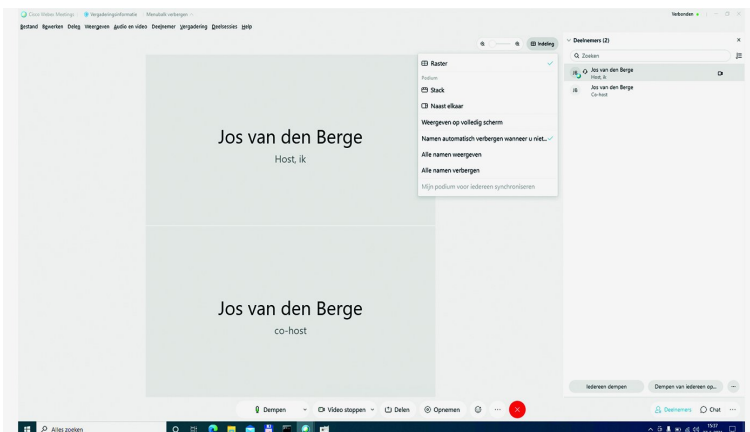 Cisco Webex Meetings
Vergaderingsinformatie
Menubalk verbergen
Verbonden
Bestand Bewerken Deleg Weergeven Audio en video Deelnemer Vergadering Deelsessies Help
Indeling
Raster
Podium
Stack
Naast elkaar
Weergeven op volledig scherm
Namen automatisch verbergen wanneer u niet...
Alle namen weergeven
Alle namen verbergen
Mijn podium voor iedereen synchroniseren
Deelnemers (2)
Zoeken
Jos van den Berge
Host, ik
Jos van den Berge
Co-host
Jos van den Berge
Host, ik
Jos van den Berge
co-host
Iedereen dempen
Dempen van iedereen op...
Dempen
Video stoppen
Delen
Opnemen
Deelnemers
Chat
Alles zoeken
15:37